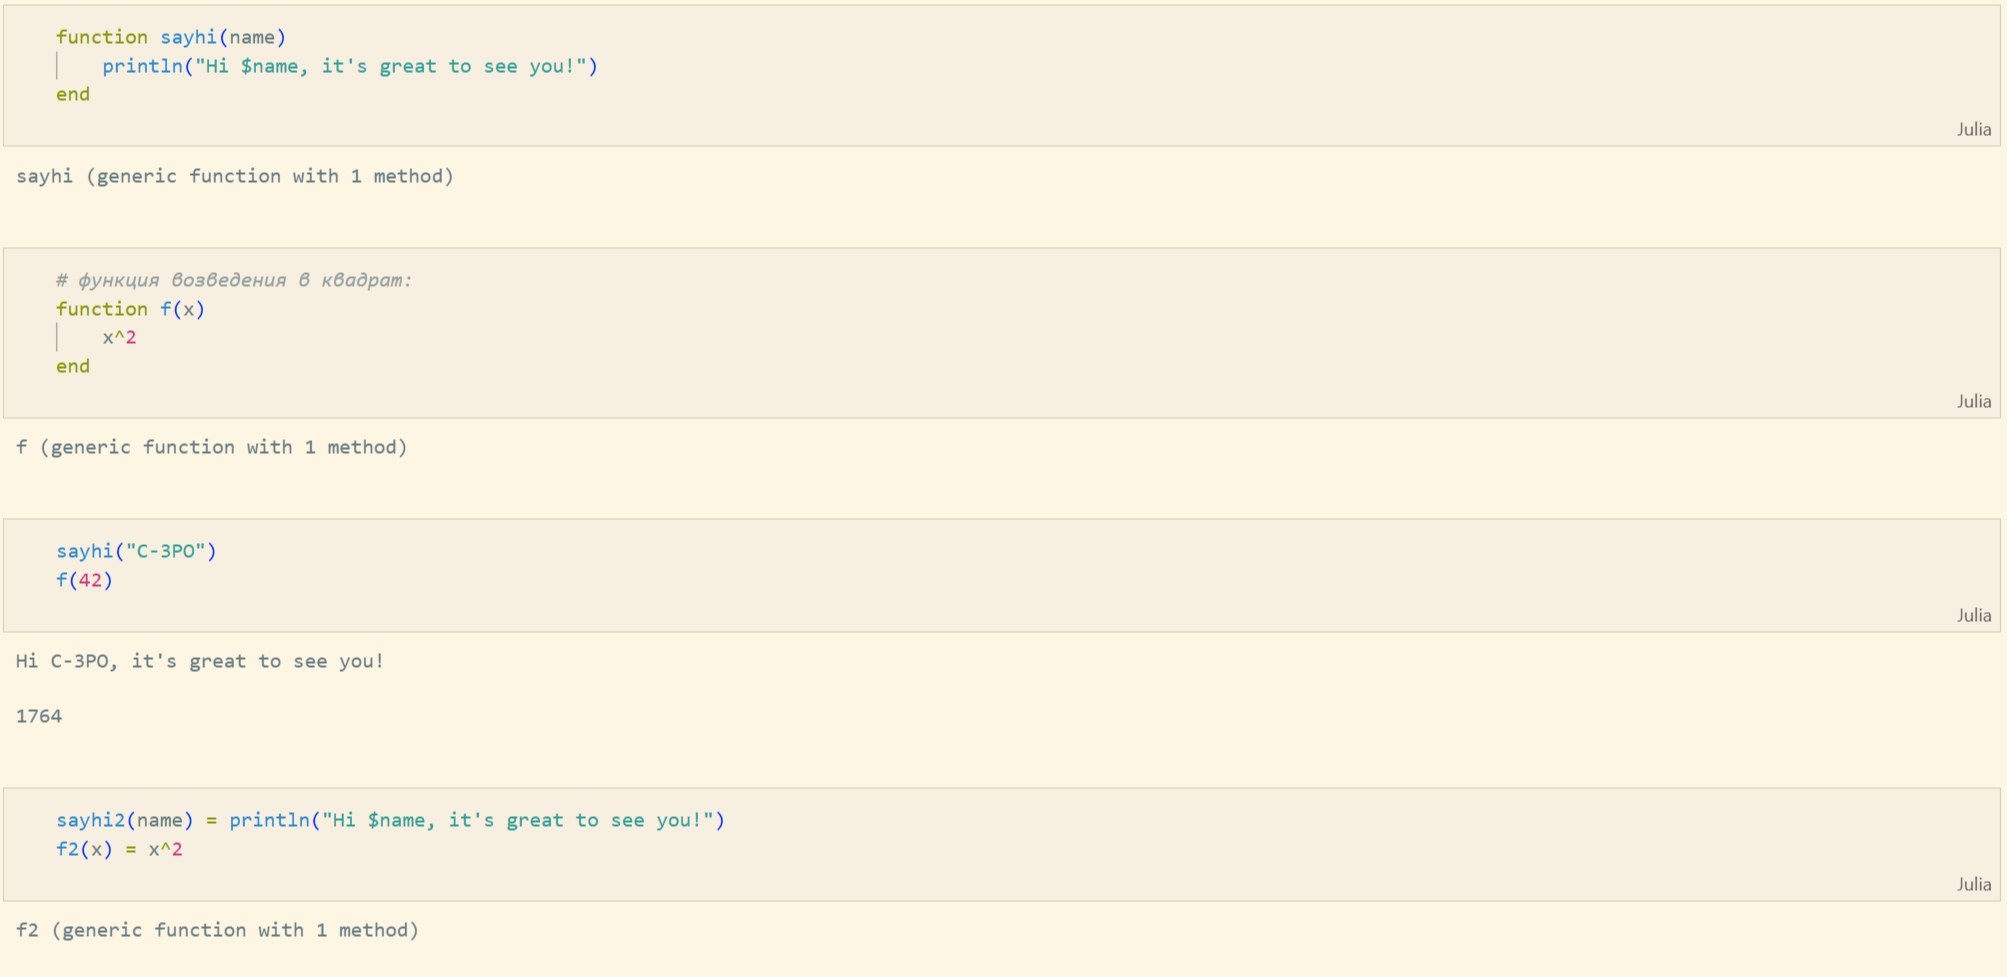 function sayhi(name)
    println("Hi $name, it's great to see you!")
end
Julia
sayhi (generic function with 1 method)
# функция возведения в квадрат:
function f(x)
    x^2
end
Julia
f (generic function with 1 method)
sayhi("C-3PO")
f(42)
Julia
Hi C-3PO, it's great to see you!
1764
sayhi2(name) = println("Hi $name, it's great to see you!")
f2(x) = x^2
Julia
f2 (generic function with 1 method)